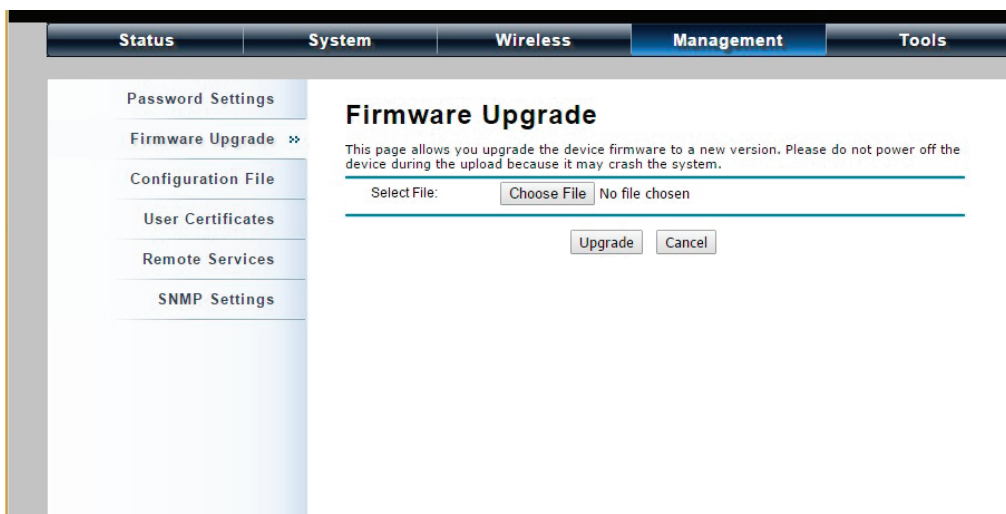 Status System Wireless Management Tools
Password Settings
Firmware Upgrade »
Configuration File
User Certificates
Remote Services
SNMP Settings
Firmware Upgrade
This page allows you upgrade the device firmware to a new version. Please do not power off the
device during the upload because it may crash the system.
Select File: Choose File No file chosen
Upgrade Cancel